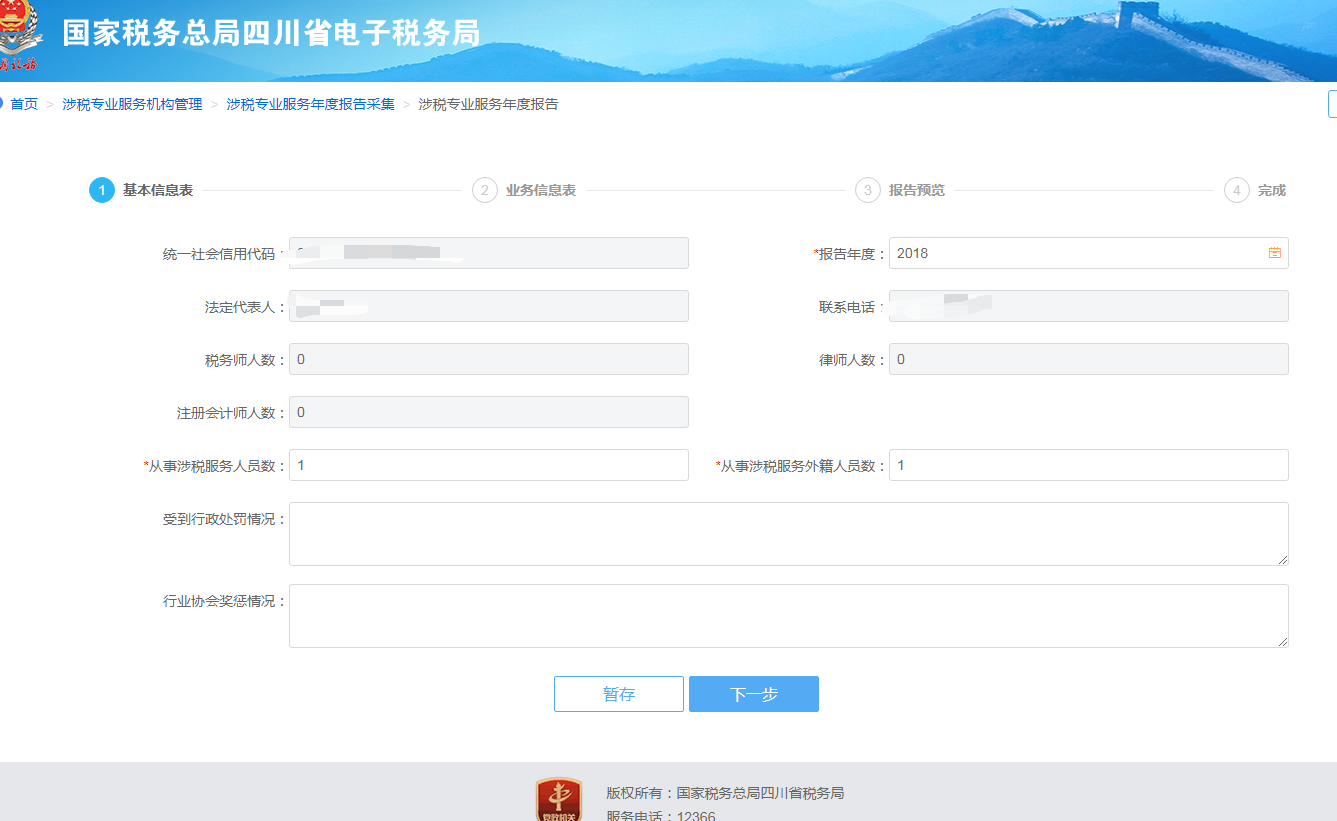 国家税务总局四川省电子税务局
首页 > 涉税专业服务机构管理 > 涉税专业服务年度报告采集 > 涉税专业服务年度报告
1 基本信息表 2 业务信息表 3 报告预览 4 完成
统一社会信用代码： *报告年度： 2018
法定代表人： 联系电话：
税务师人数： 0 律师人数： 0
注册会计师人数： 0
*从事涉税服务人员数： 1 *从事涉税服务外籍人员数： 1
受到行政处罚情况：
行业协会奖惩情况：
暂存 下一步
党政机关
版权所有：国家税务总局四川省税务局
服务电话：12366